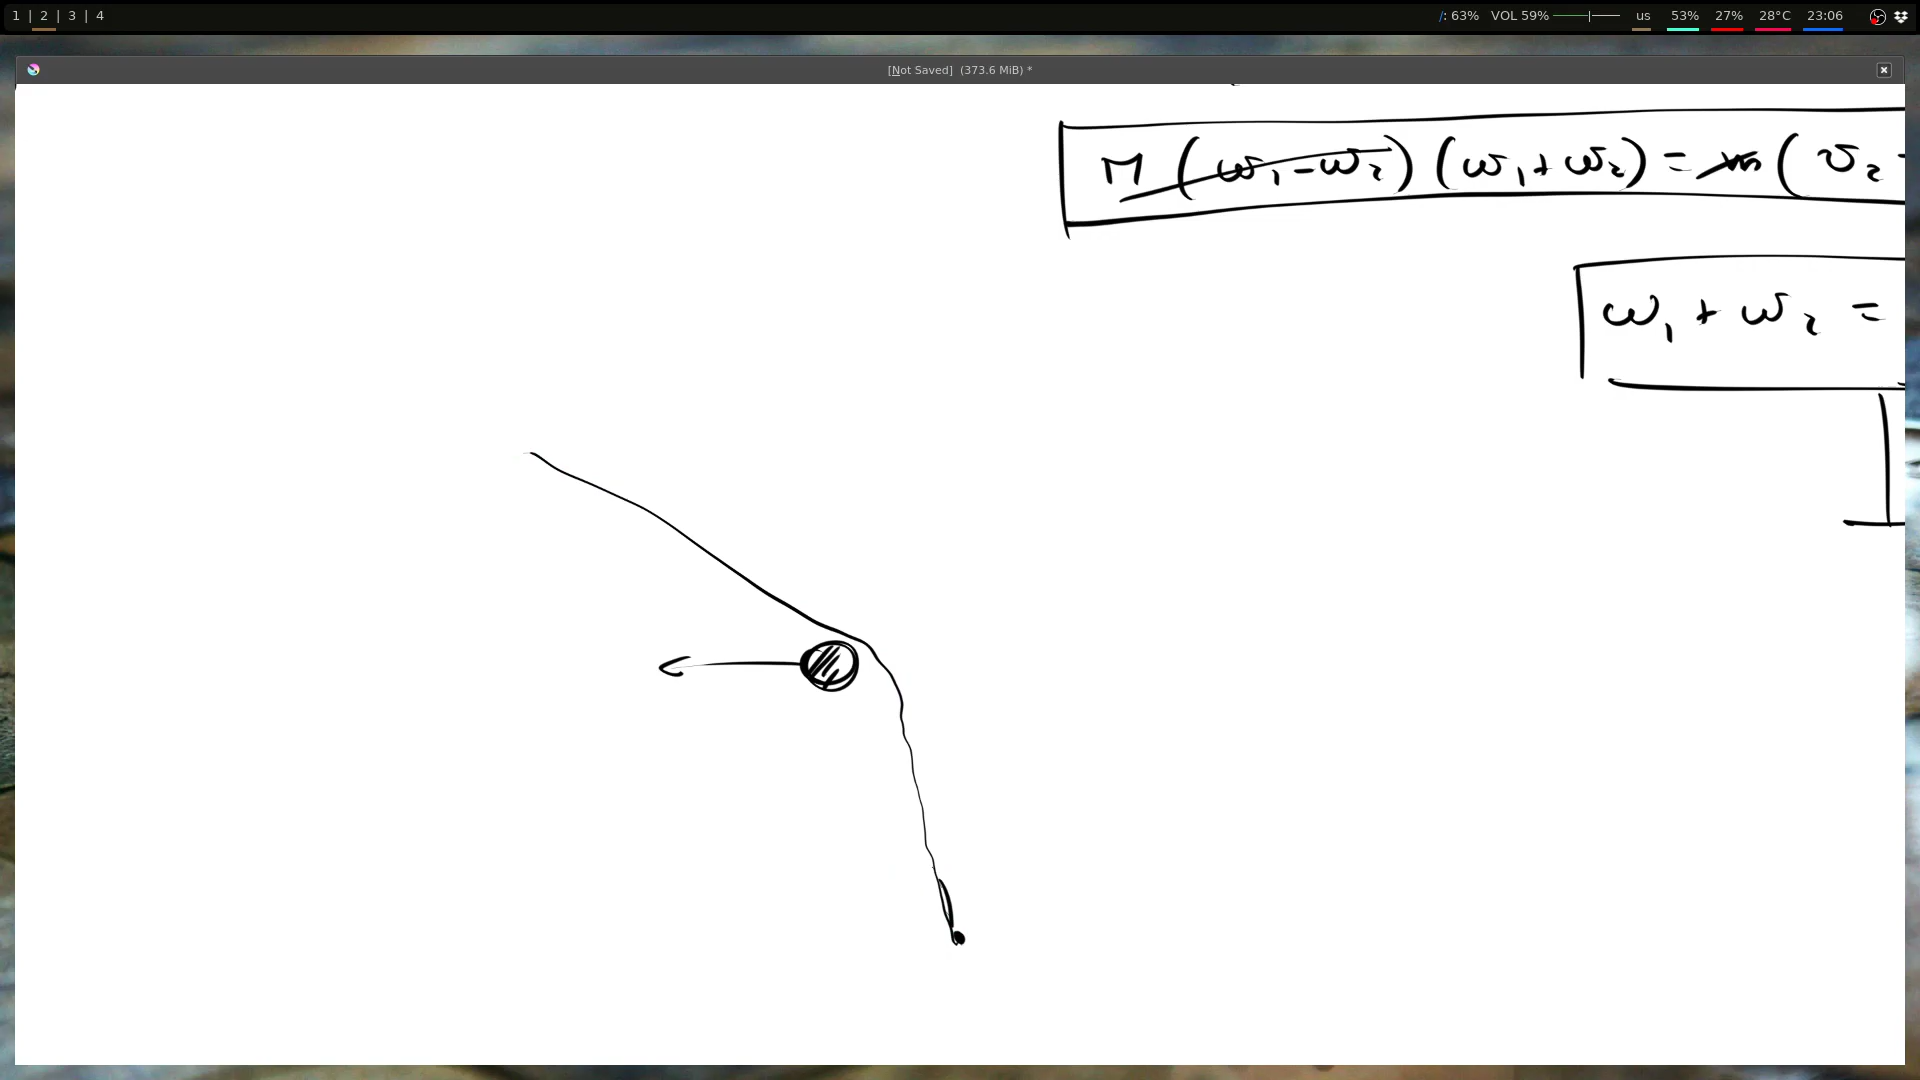 1 | 2 | 3 | 4
/: 63% VOL 59% us 53% 27% 28°C 23:06
[Not Saved] (373.6 MiB) *
M (ω₁ - ω₂) (ω₁ + ω₂) = m ( v₂ -
ω₁ + ω₂ =